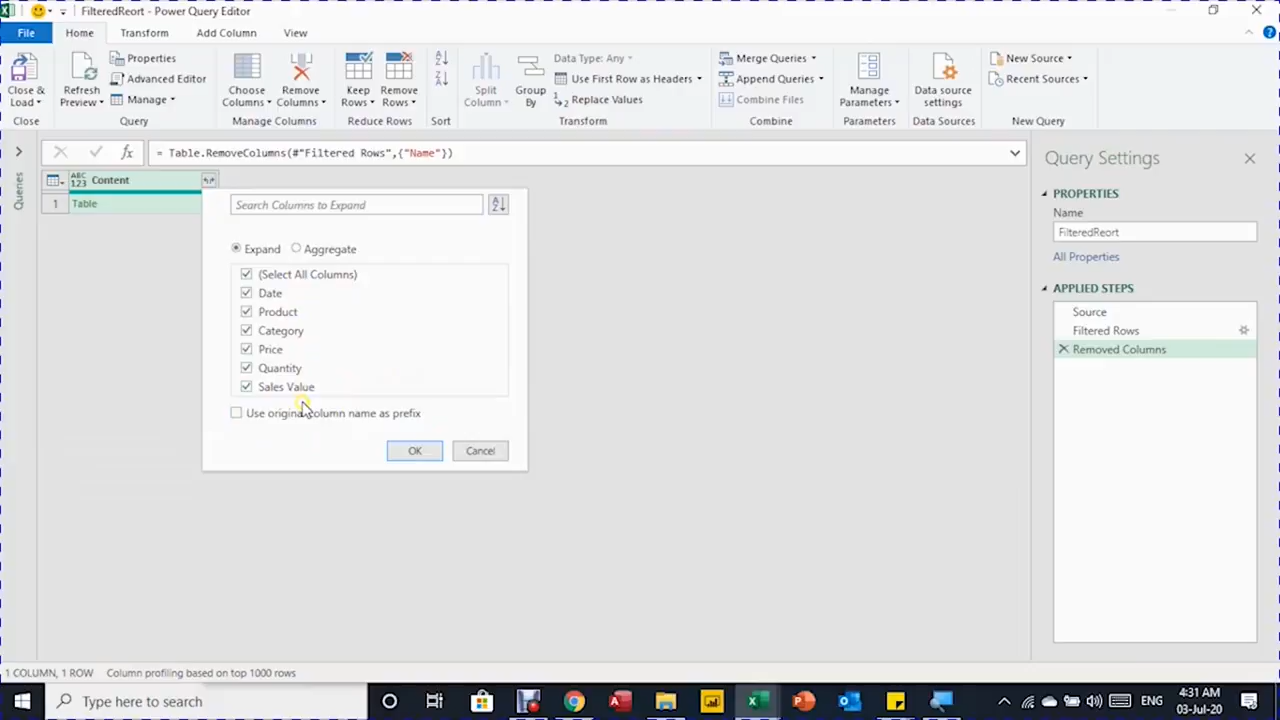 FilteredReort - Power Query Editor
File
Home
Transform
Add Column
View
Close & Load
Close
Refresh Preview
Properties
Advanced Editor
Manage
Query
Choose Columns
Remove Columns
Manage Columns
Keep Rows
Remove Rows
Reduce Rows
Sort
Split Column
Group By
Data Type: Any
Use First Row as Headers
Replace Values
Transform
Merge Queries
Append Queries
Combine Files
Combine
Manage Parameters
Parameters
Data source settings
Data Sources
New Source
Recent Sources
New Query
Queries
fx
= Table.RemoveColumns(#"Filtered Rows",{"Name"})
ABC 123 Content
1 Table
Search Columns to Expand
Expand Aggregate
(Select All Columns)
Date
Product
Category
Price
Quantity
Sales Value
Use original column name as prefix
OK Cancel
Query Settings
PROPERTIES
Name
FilteredReort
All Properties
APPLIED STEPS
Source
Filtered Rows
Removed Columns
1 COLUMN, 1 ROW Column profiling based on top 1000 rows
Type here to search
ENG
4:31 AM
03-Jul-20